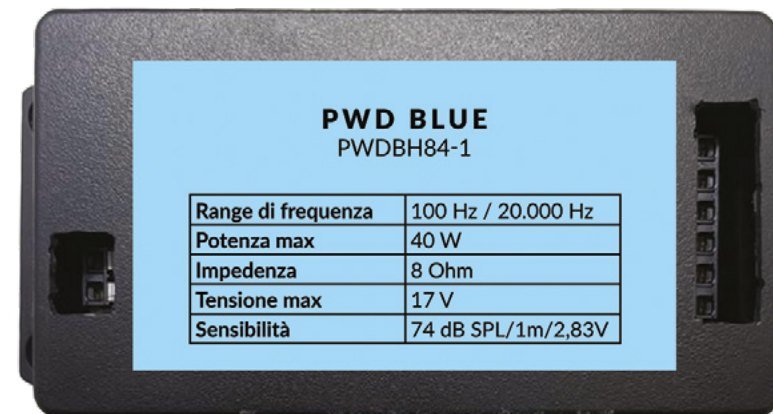 PWD BLUE
PWDBH84-1
Range di frequenza 100 Hz / 20.000 Hz
Potenza max 40 W
Impedenza 8 Ohm
Tensione max 17 V
Sensibilità 74 dB SPL/1m/2,83V